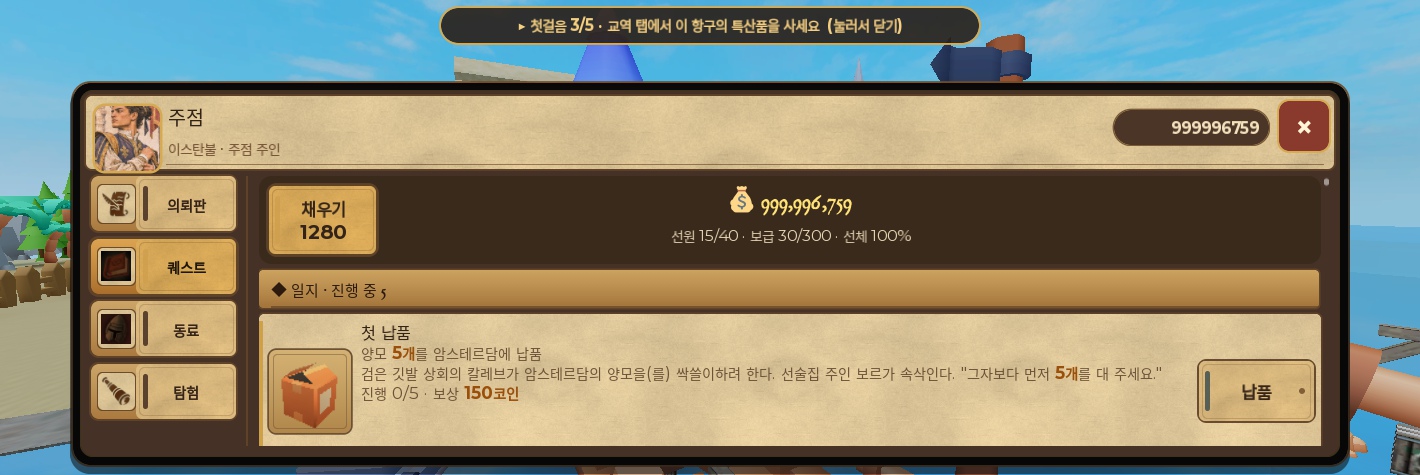 ▸ 첫걸음 3/5 · 교역 탭에서 이 항구의 특산품을 사세요 (눌러서 닫기)
주점
이스탄불 · 주점 주인
999996759
×
의뢰판
퀘스트
동료
탐험
채우기
1280
999,996,759
선원 15/40 · 보급 30/300 · 선체 100%
◆ 일지 · 진행 중 5
첫 납품
양모 5개를 암스테르담에 납품
검은 깃발 상회의 칼레브가 암스테르담의 양모을(를) 싹쓸이하려 한다. 선술집 주인 보르가 속삭인다. "그자보다 먼저 5개를 대 주세요."
진행 0/5 · 보상 150코인
납품